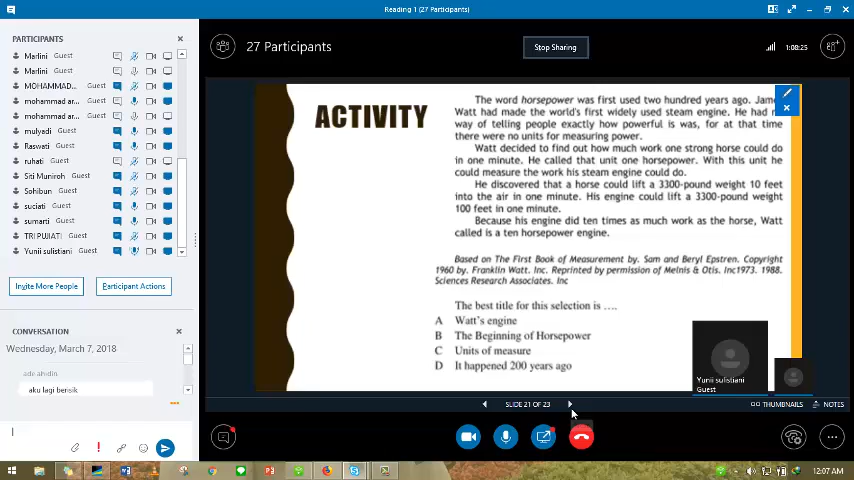 Reading 1 (27 Participants)
PARTICIPANTS
Marlini Guest
Marlini Guest
MOHAMMAD... Guest
mohammad ar...
mohammad ar...
mulyadi Guest
Raswati Guest
ruhati Guest
Siti Muniroh Guest
Sohibun Guest
suciati Guest
sumarti Guest
TRI PUJIATI Guest
Yunii sulistiani Guest
Invite More People
Participant Actions
CONVERSATION
Wednesday, March 7, 2018
aku lagi berisik
27 Participants
Stop Sharing
1:08:25
ACTIVITY
The word horsepower was first used two hundred years ago.
Watt had made the world's first widely used steam engine. He had
way of telling people exactly how powerful is was, for at that time
there were no units for measuring power.
Watt decided to find out how much work one strong horse could do
in one minute. He called that unit one horsepower. With this unit he
could measure the work his steam engine could do.
He discovered that a horse could lift a 3300-pound weight 10 feet
into the air in one minute. His engine could lift a 3300-pound weight
100 feet in one minute.
Because his engine did ten times as much work as the horse, Watt
called is a ten horsepower engine.
Based on The First Book of Measurement by. Sam and Beryl Epstren. Copyright
1960 by. Franklin Watt. Inc. Reprinted by permission of Melnis & Otis. Inc1973. 1988.
Sciences Research Associates. Inc
The best title for this selection is ....
A Watt's engine
B The Beginning of Horsepower
C Units of measure
D It happened 200 years ago
Yunii sulistiani
Guest
SLIDE 21 OF 23
THUMBNAILS
NOTES
12:07 AM